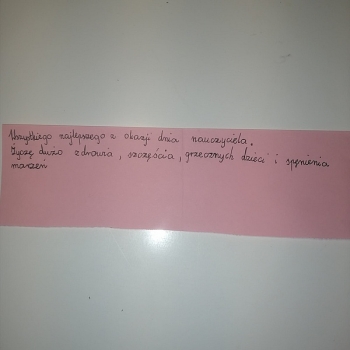 Wszystkiego najlepszego z okazji dnia nauczyciela.
Życzę dużo zdrowia, szczęścia, grzecznych dzieci i spełnienia
marzeń